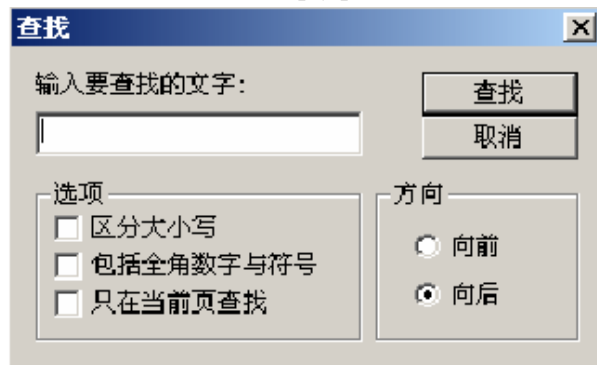 查找
输入要查找的文字:
查找
取消
选项
区分大小写
包括全角数字与符号
只在当前页查找
方向
向前
向后